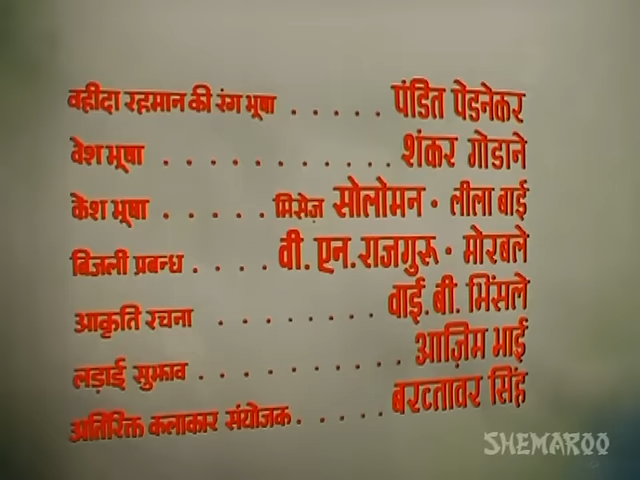 वहीदा रहमान की रंग भूषा . . . . . पंडित पेडनेकर
वेश भूषा . . . . . . . . . . . शंकर गोडाने
केश भूषा . . . . . मिसेज़ सोलोमन • लीला बाई
बिजली प्रबन्ध . . . . वी. एन. राजगुरू • मोरबले
आकृति रचना . . . . . . . . वाई. बी. भिंसले
लड़ाई सुझाव . . . . . . . . . . आज़िम भाई
अतिरिक्त कलाकार संयोजक . . . . . बख्तावर सिंह
SHEMAROO